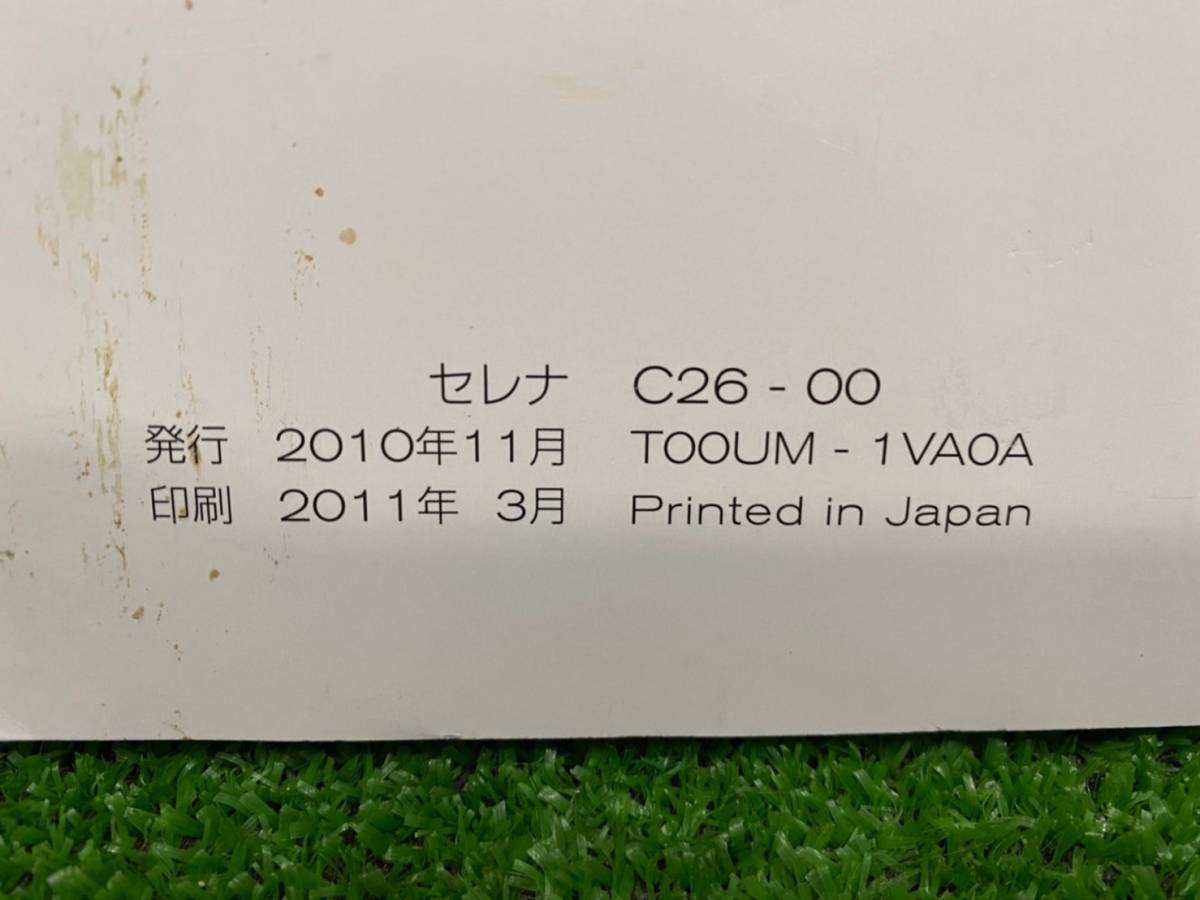 セレナ C26 - 00
発行 2010年11月 T00UM - 1VA0A
印刷 2011年 3月 Printed in Japan